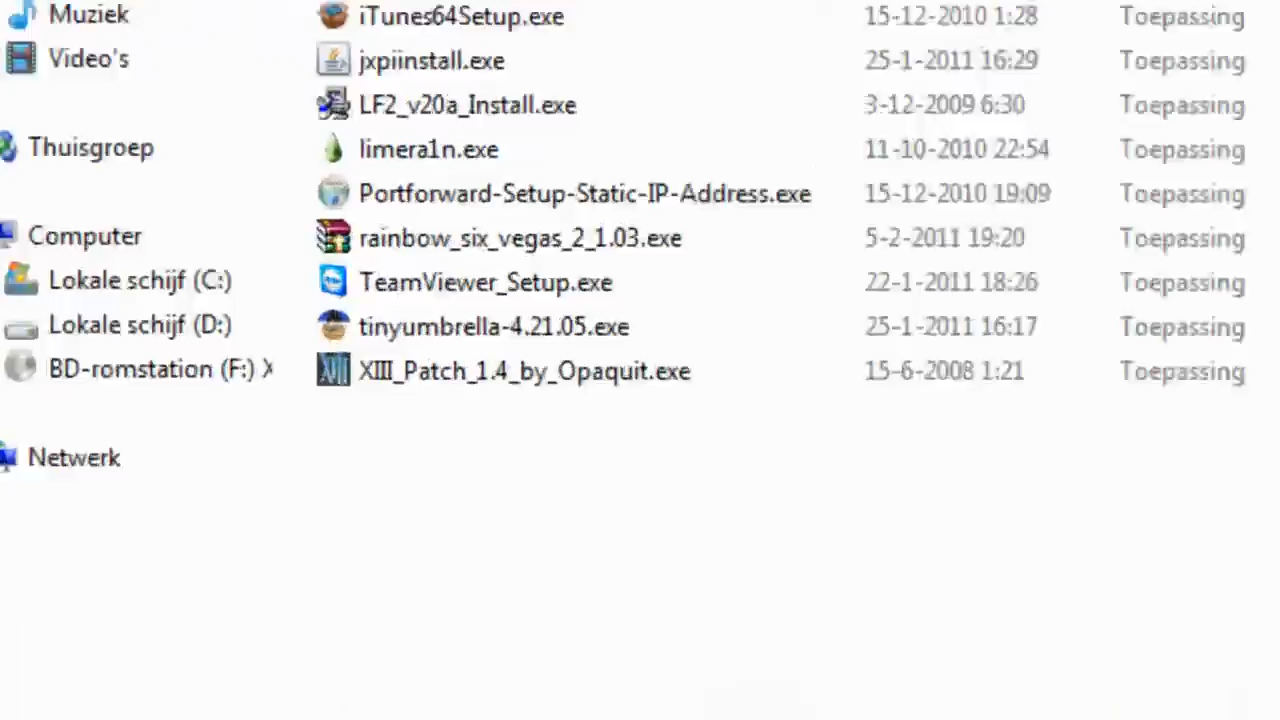 Muziek
iTunes64Setup.exe 15-12-2010 1:28 Toepassing
Video's
jxpiinstall.exe 25-1-2011 16:29 Toepassing
LF2_v20a_Install.exe 3-12-2009 6:30 Toepassing
Thuisgroep
limera1n.exe 11-10-2010 22:54 Toepassing
Portforward-Setup-Static-IP-Address.exe 15-12-2010 19:09 Toepassing
Computer
rainbow_six_vegas_2_1.03.exe 5-2-2011 19:20 Toepassing
Lokale schijf (C:)
TeamViewer_Setup.exe 22-1-2011 18:26 Toepassing
Lokale schijf (D:)
tinyumbrella-4.21.05.exe 25-1-2011 16:17 Toepassing
BD-romstation (F:) X
XIII_Patch_1.4_by_Opaquit.exe 15-6-2008 1:21 Toepassing
Netwerk